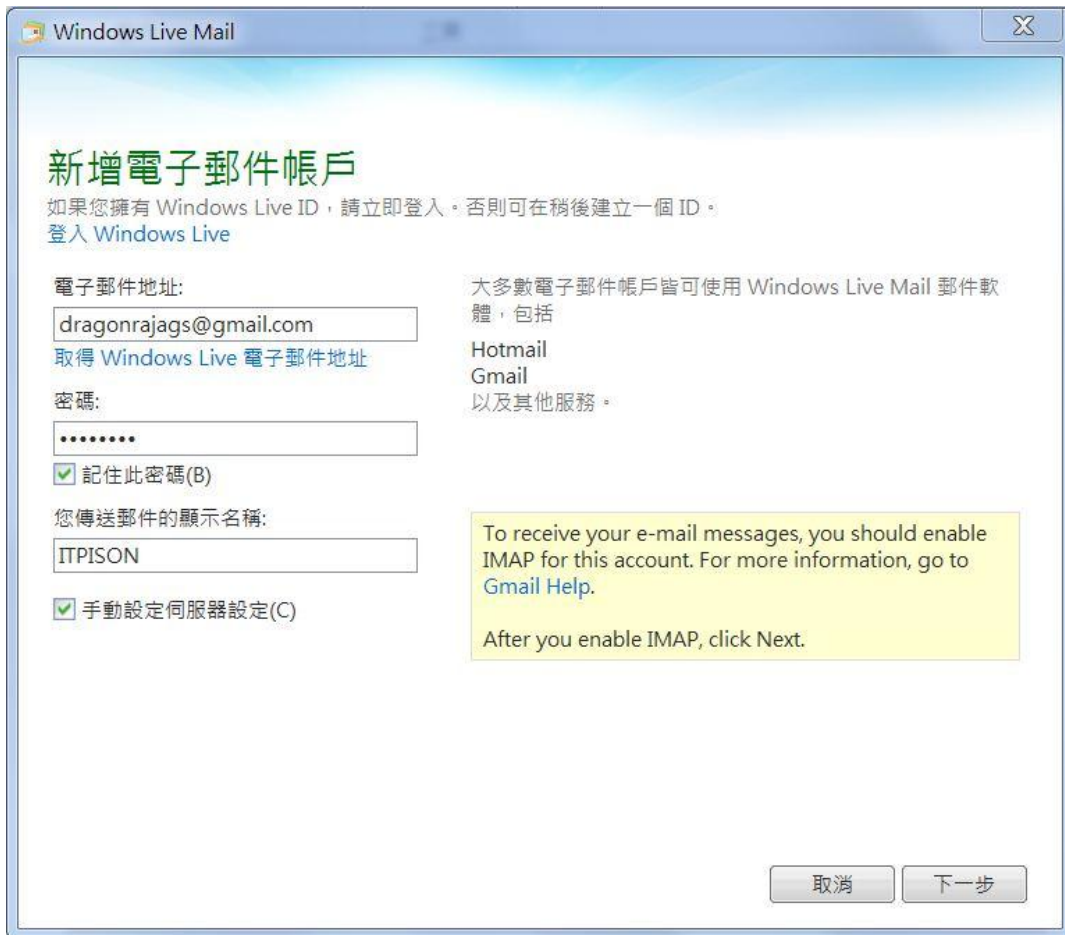 Windows Live Mail
新增電子郵件帳戶
如果您擁有 Windows Live ID，請立即登入。否則可在稍後建立一個 ID。
登入 Windows Live
電子郵件地址:
dragonrajags@gmail.com
取得 Windows Live 電子郵件地址
密碼:
••••••••
記住此密碼(B)
您傳送郵件的顯示名稱:
ITPISON
手動設定伺服器設定(C)
大多數電子郵件帳戶皆可使用 Windows Live Mail 郵件軟
體，包括
Hotmail
Gmail
以及其他服務。
To receive your e-mail messages, you should enable
IMAP for this account. For more information, go to
Gmail Help.
After you enable IMAP, click Next.
取消
下一步